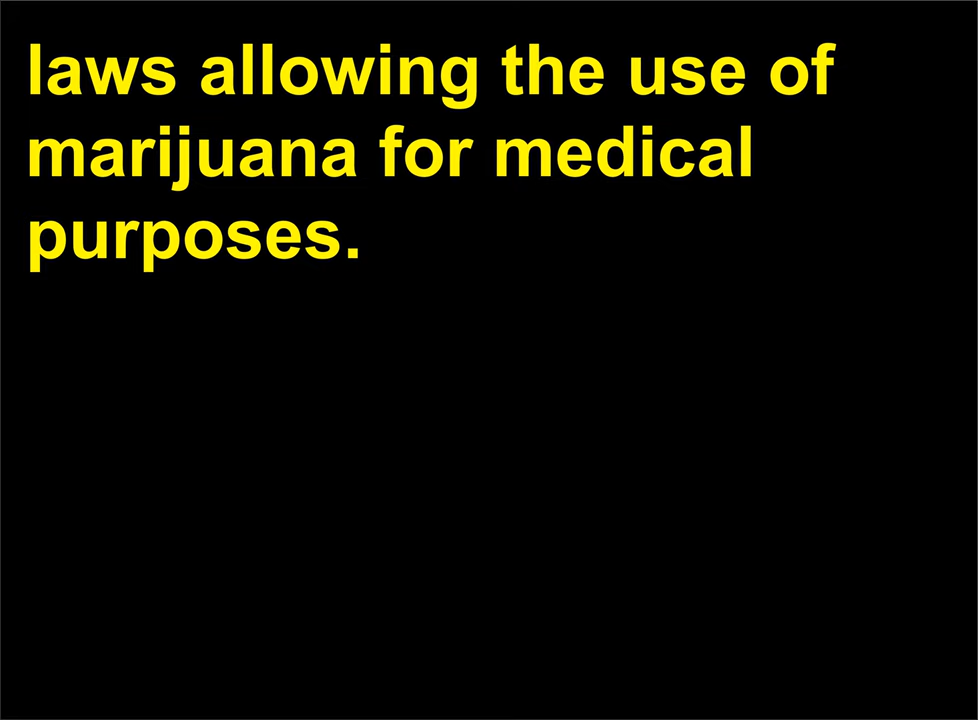 laws allowing the use of
marijuana for medical
purposes.